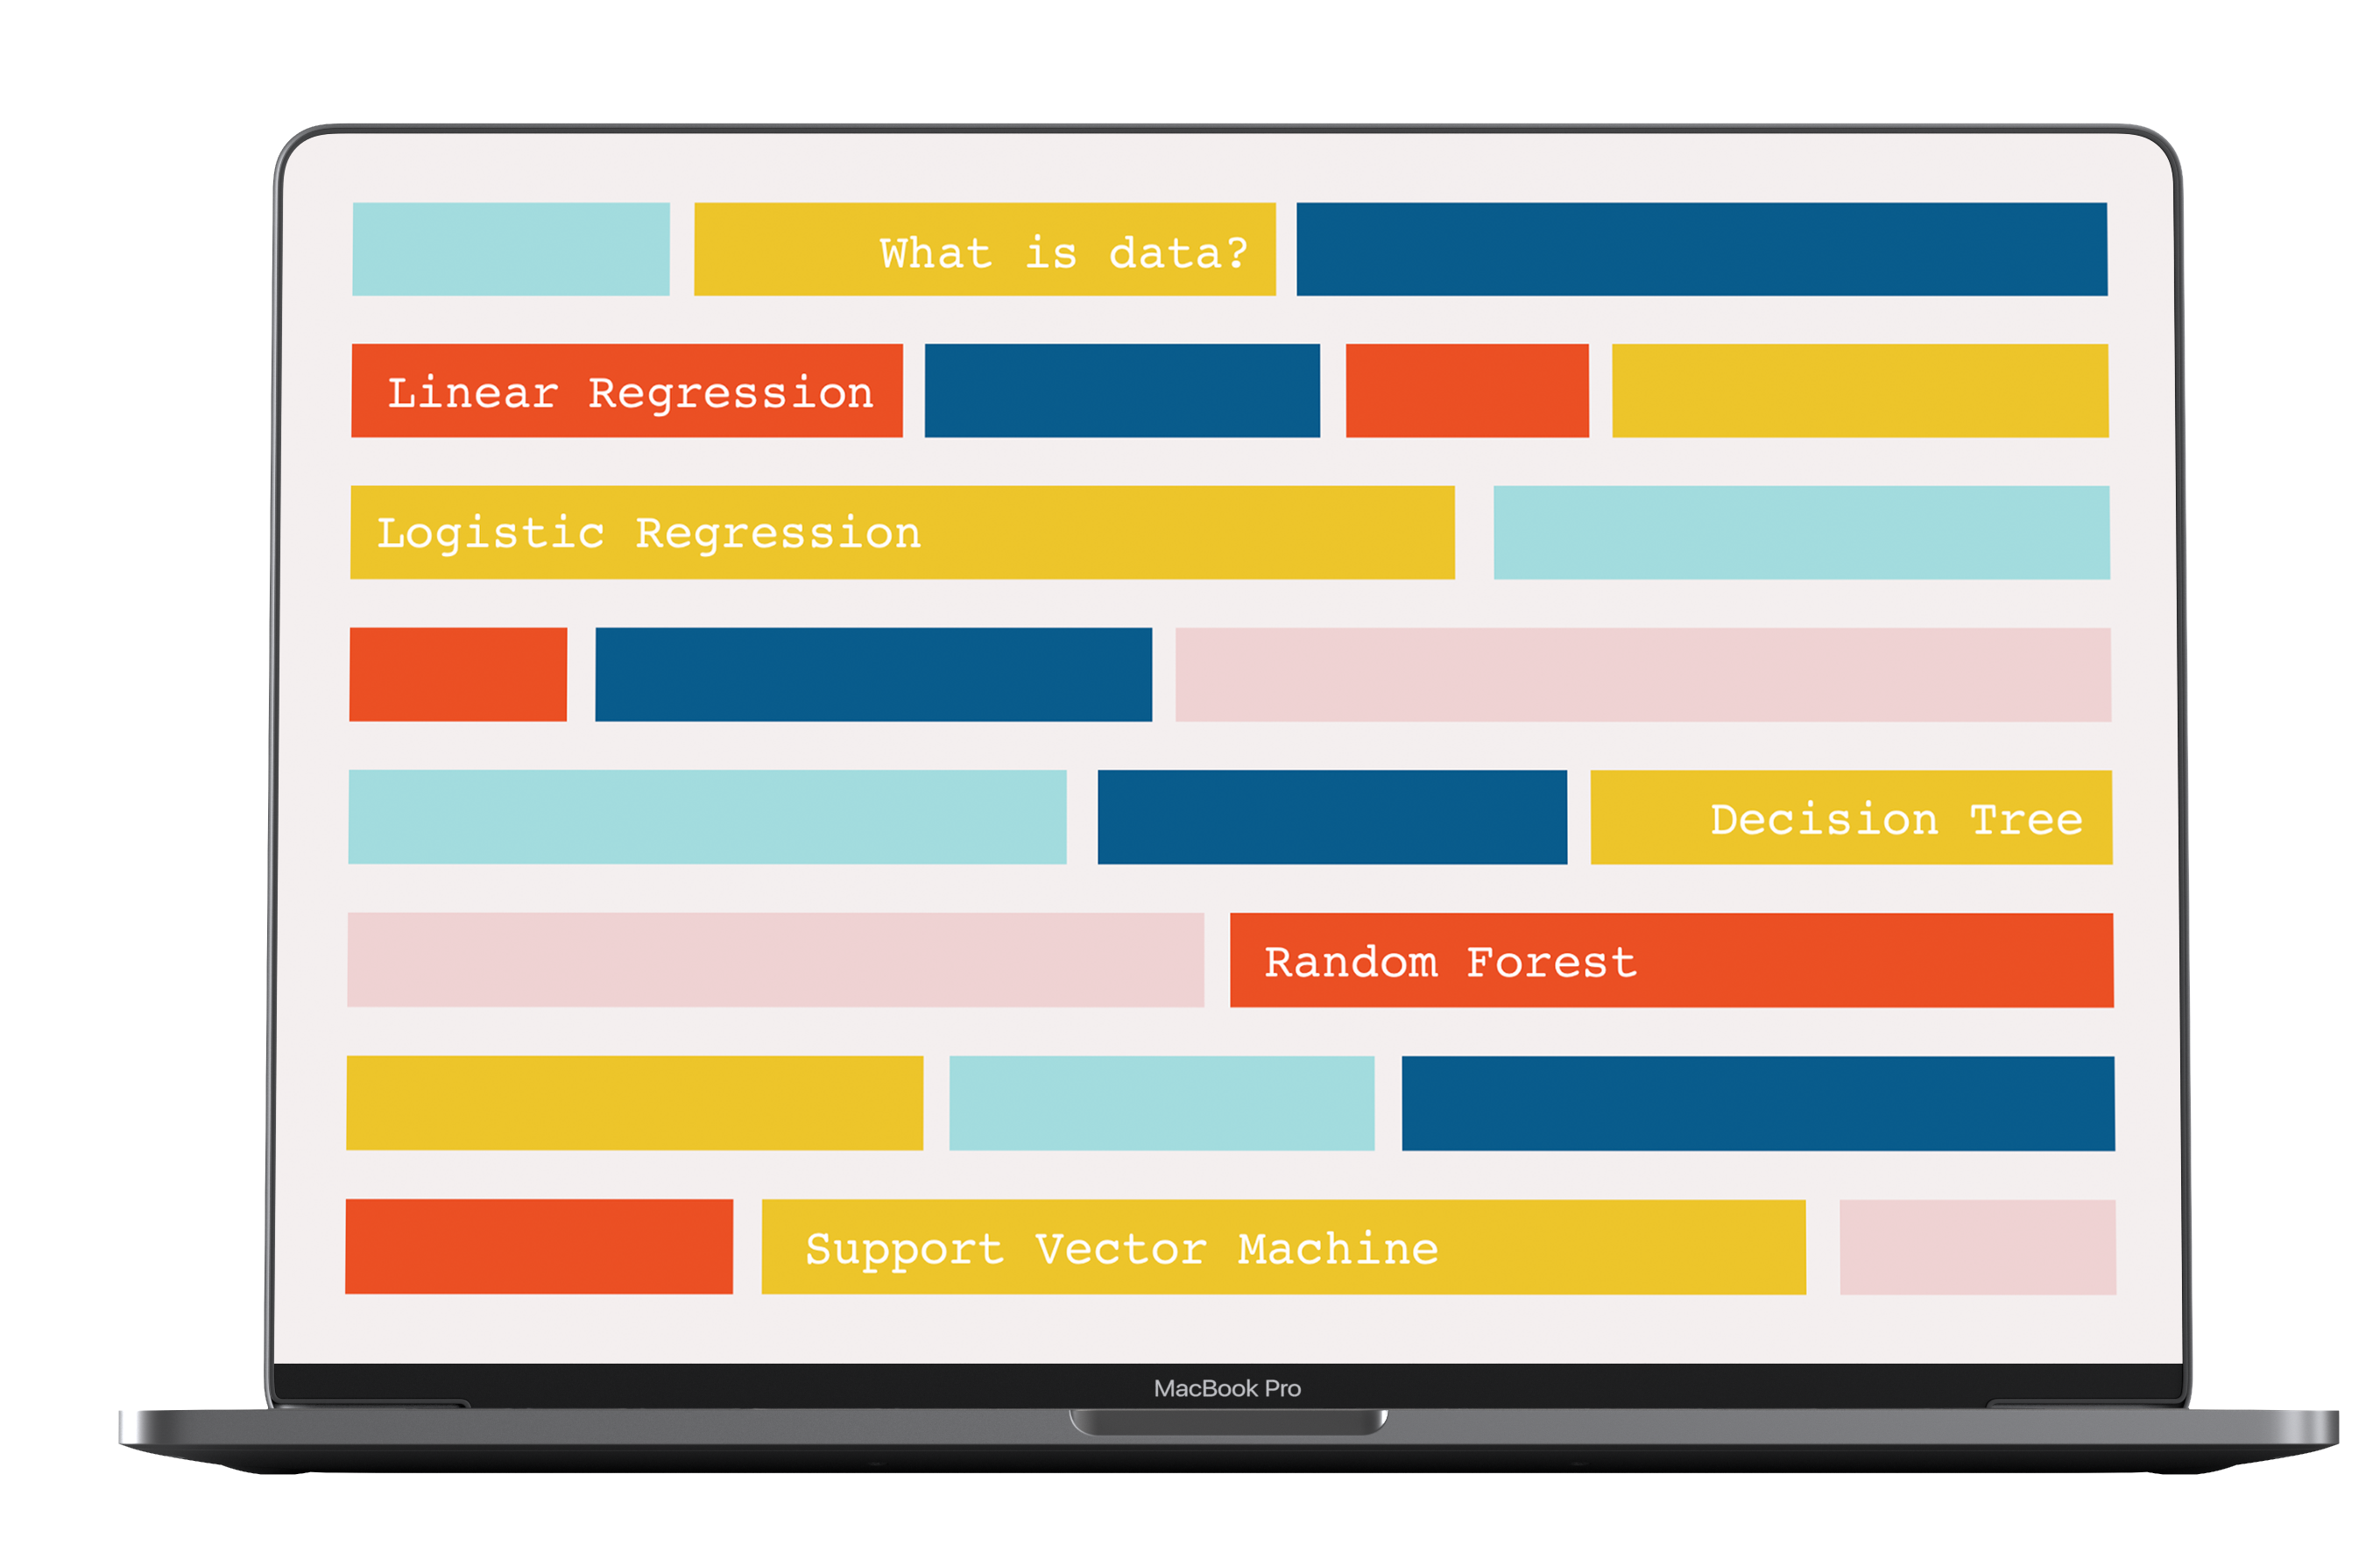 What is data?
Linear Regression
Logistic Regression
Decision Tree
Random Forest
Support Vector Machine
MacBook Pro